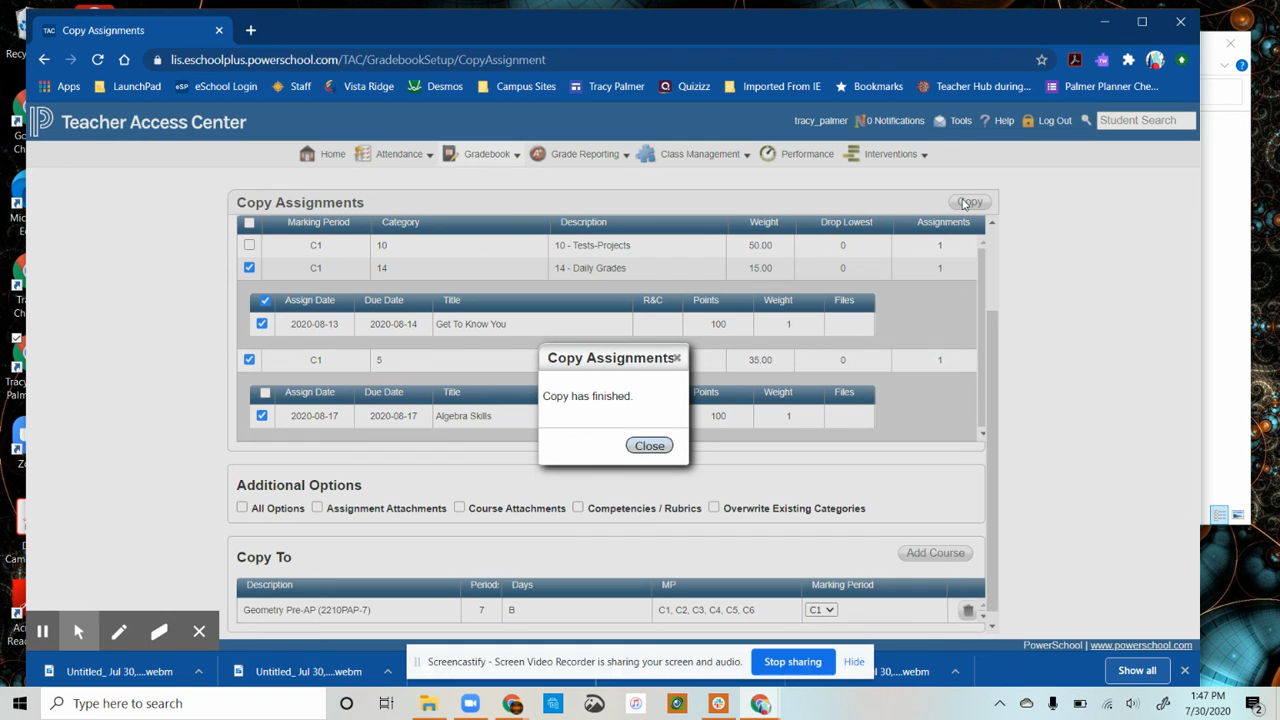 TAC Copy Assignments
lis.eschoolplus.powerschool.com/TAC/GradebookSetup/CopyAssignment
Apps LaunchPad eSP eSchool Login Staff Vista Ridge Desmos Campus Sites Tracy Palmer Quizizz Imported From IE Bookmarks Teacher Hub during... Palmer Planner Che...
Teacher Access Center
tracy_palmer 0 Notifications Tools Help Log Out Student Search
Home Attendance Gradebook Grade Reporting Class Management Performance Interventions
Copy Assignments Copy
Marking Period Category Description Weight Drop Lowest Assignments
C1 10 10 - Tests-Projects 50.00 0 1
C1 14 14 - Daily Grades 15.00 0 1
Assign Date Due Date Title R&C Points Weight Files
2020-08-13 2020-08-14 Get To Know You 100 1
Copy Assignments
C1 5 35.00 0 1
Assign Date Due Date Title Points Weight Files
Copy has finished.
2020-08-17 2020-08-17 Algebra Skills 100 1
Close
Additional Options
All Options Assignment Attachments Course Attachments Competencies / Rubrics Overwrite Existing Categories
Copy To Add Course
Description Period Days MP Marking Period
Geometry Pre-AP (2210PAP-7) 7 B C1, C2, C3, C4, C5, C6 C1
PowerSchool | www.powerschool.com
Untitled_ Jul 30,....webm Untitled_ Jul 30,....webm Screencastify - Screen Video Recorder is sharing your screen and audio. Stop sharing Hide 30,....webm Show all
Type here to search
1:47 PM
7/30/2020
2